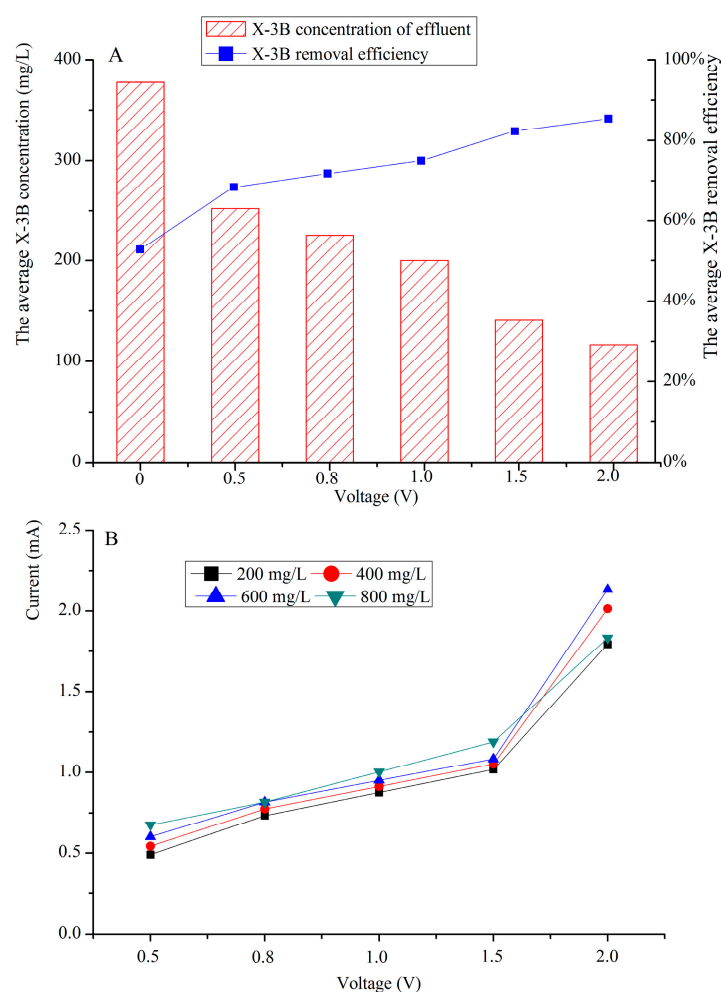 X-3B concentration of effluent
X-3B removal efficiency
A
The average X-3B concentration (mg/L)
400
300
200
100
0
100%
80%
60%
40%
20%
0%
The average X-3B removal efficiency
0 0.5 0.8 1.0 1.5 2.0
Voltage (V)
B
Current (mA)
2.5
2.0
1.5
1.0
0.5
0.0
200 mg/L 400 mg/L
600 mg/L 800 mg/L
0.5 0.8 1.0 1.5 2.0
Voltage (V)